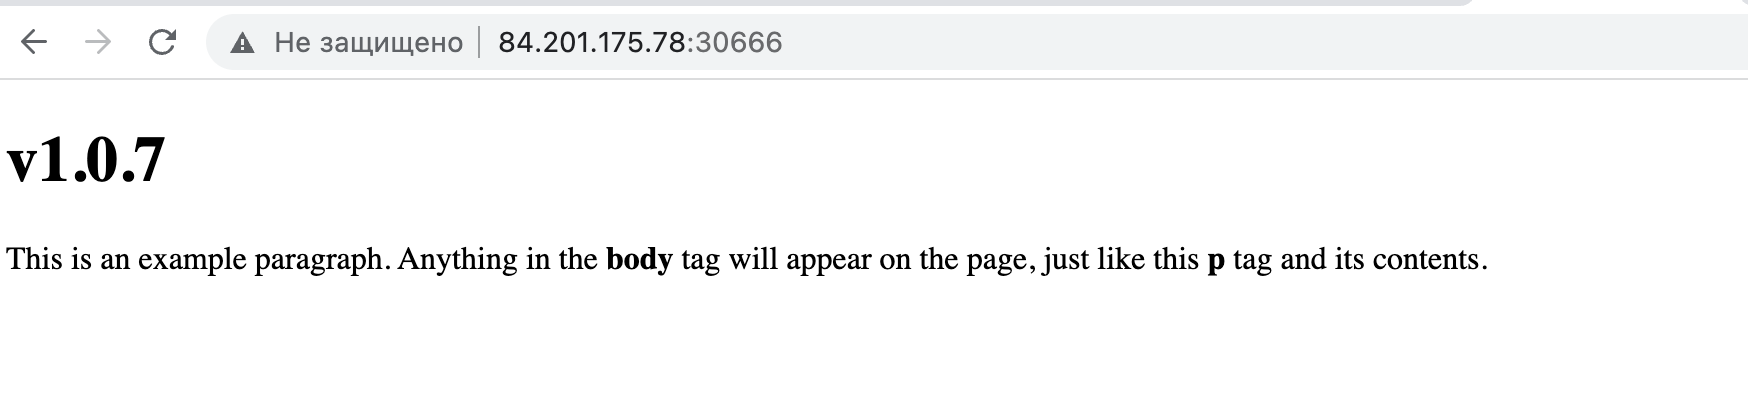 Не защищено 84.201.175.78:30666
v1.0.7
This is an example paragraph. Anything in the body tag will appear on the page, just like this p tag and its contents.